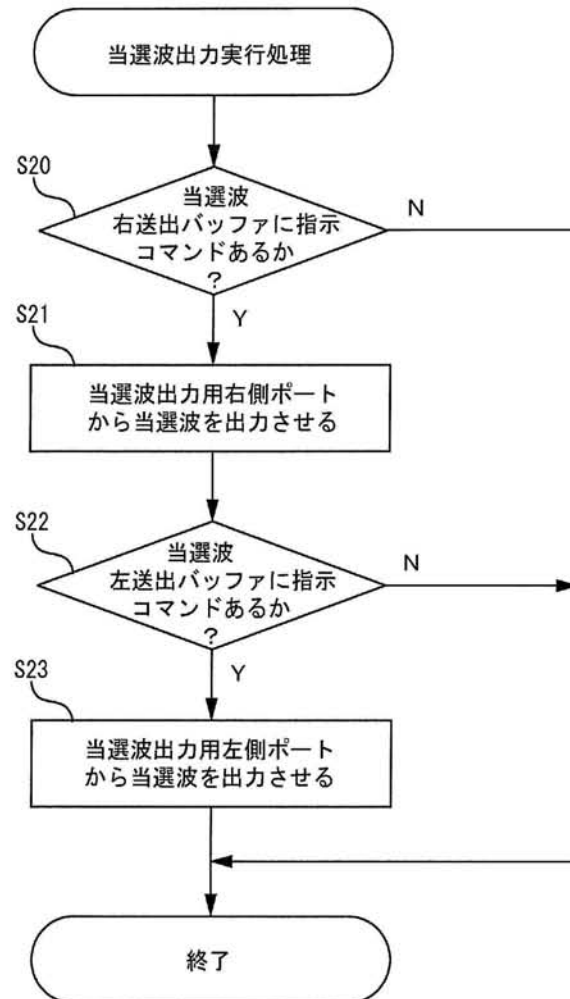 当選波出力実行処理
S20
当選波
右送出バッファに指示
コマンドあるか
?
N
Y
S21
当選波出力用右側ポート
から当選波を出力させる
S22
当選波
左送出バッファに指示
コマンドあるか
?
N
Y
S23
当選波出力用左側ポート
から当選波を出力させる
終了